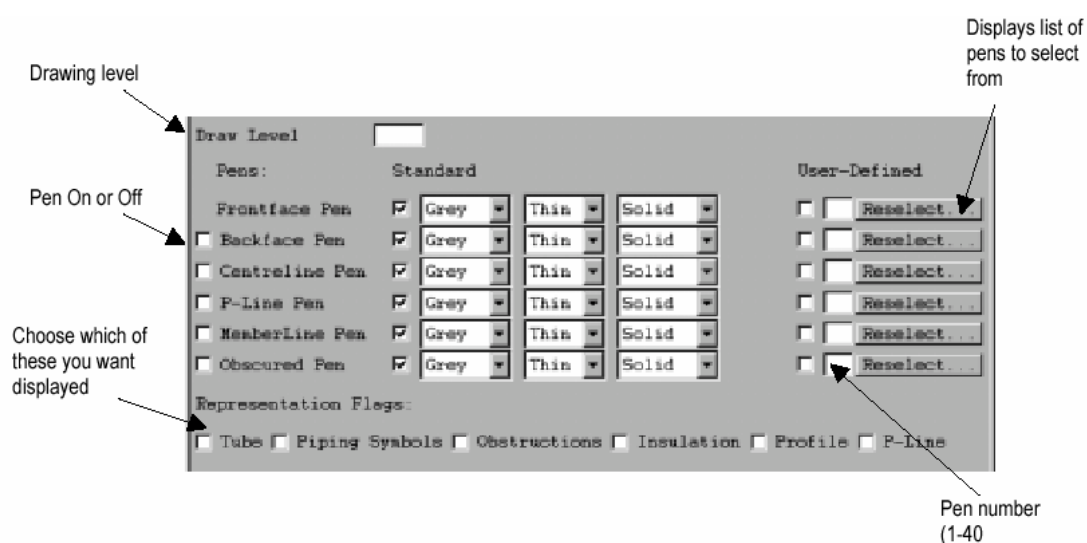 Displays list of
pens to select
from
Drawing level
Draw Level
Pens: Standard User-Defined
Pen On or Off
Frontface Pen Grey Thin Solid Reselect...
Backface Pen Grey Thin Solid Reselect...
Centreline Pen Grey Thin Solid Reselect...
P-Line Pen Grey Thin Solid Reselect...
MemberLine Pen Grey Thin Solid Reselect...
Obscured Pen Grey Thin Solid Reselect...
Choose which of
these you want
displayed
Representation Flags:
Tube Piping Symbols Obstructions Insulation Profile P-Line
Pen number
(1-40